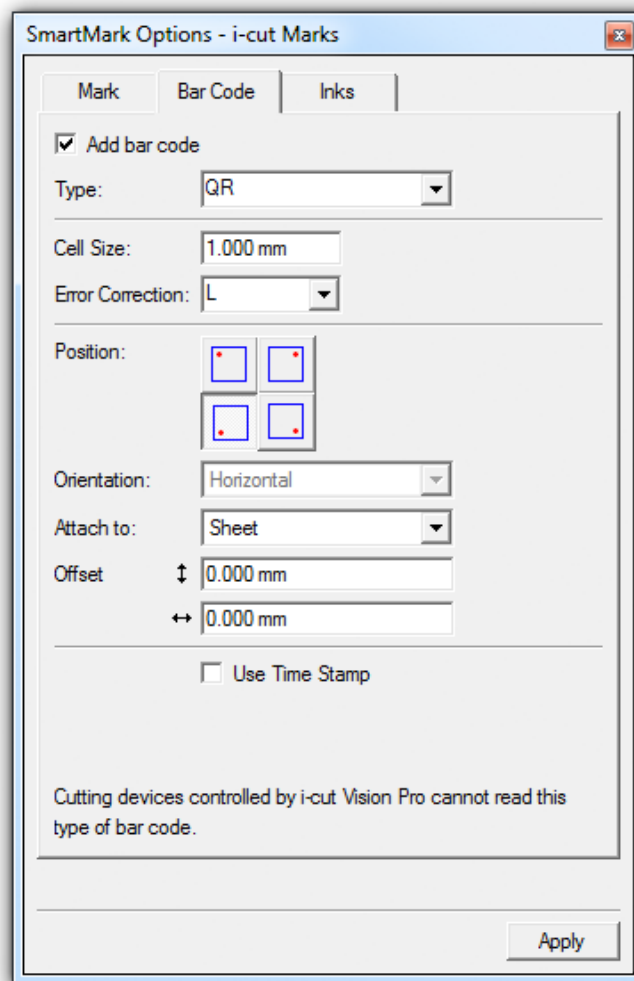 SmartMark Options - i-cut Marks
Mark Bar Code Inks
Add bar code
Type: QR
Cell Size: 1.000 mm
Error Correction: L
Position:
Orientation: Horizontal
Attach to: Sheet
Offset 0.000 mm
0.000 mm
Use Time Stamp
Cutting devices controlled by i-cut Vision Pro cannot read this
type of bar code.
Apply